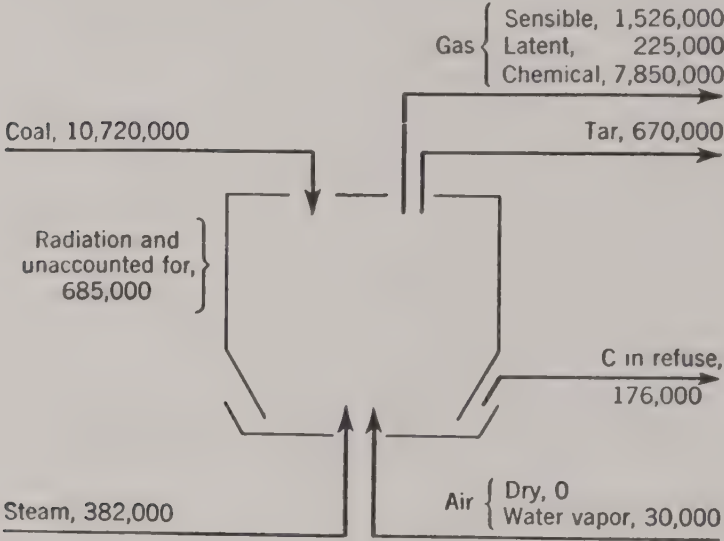 Gas { Sensible, 1,526,000
Latent, 225,000
Chemical, 7,850,000
Coal, 10,720,000
Tar, 670,000
Radiation and
unaccounted for,
685,000
C in refuse,
176,000
Steam, 382,000
Air { Dry, 0
Water vapor, 30,000